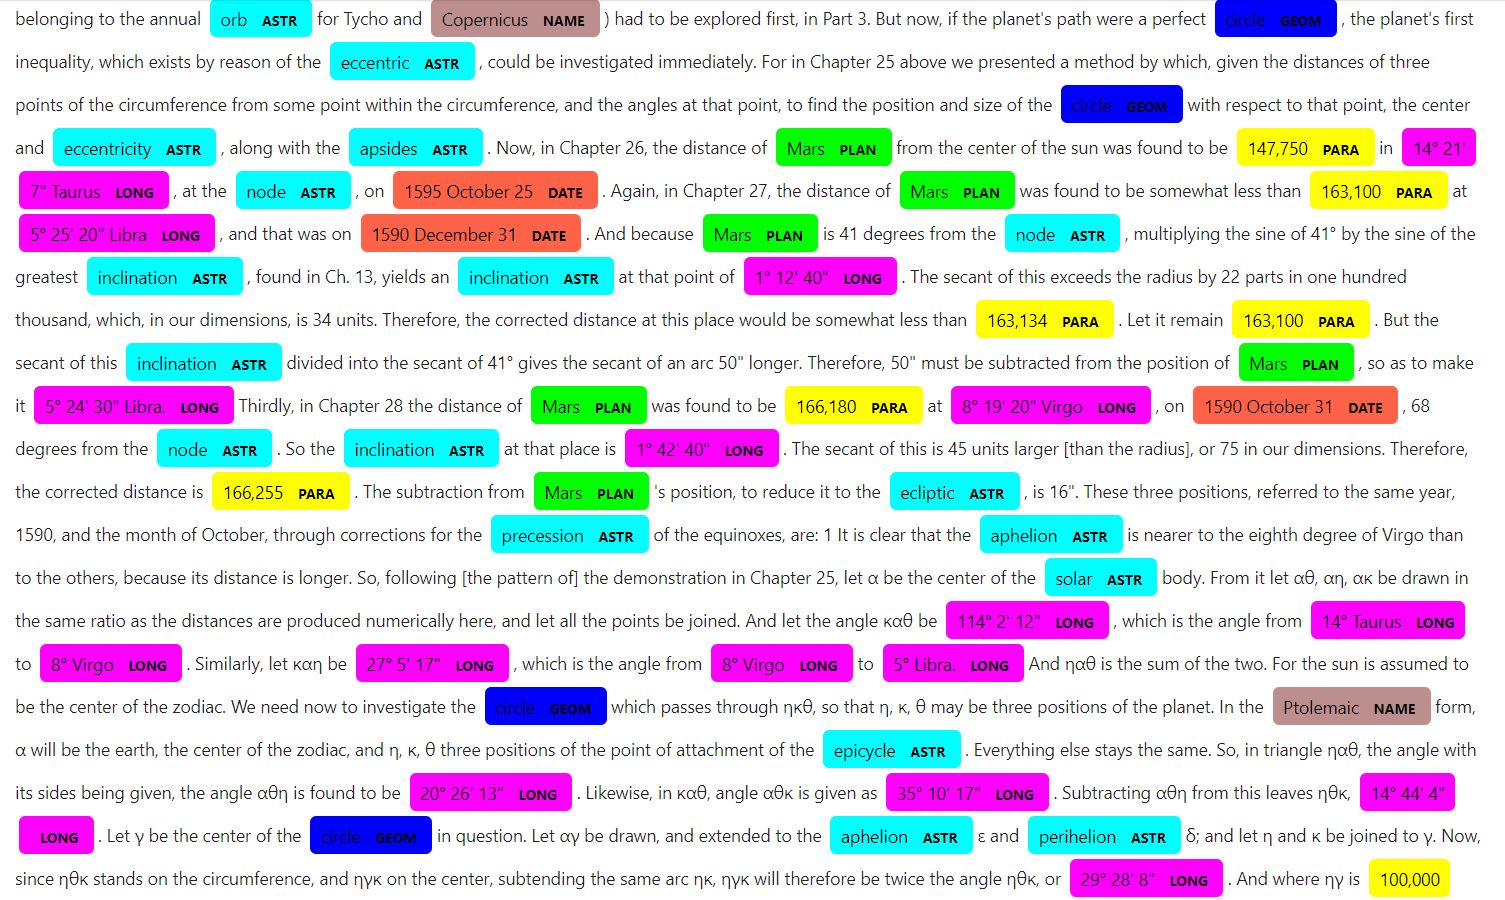 belonging to the annual orb ASTR for Tycho and Copernicus NAME ) had to be explored first, in Part 3. But now, if the planet's path were a perfect circle GEOM , the planet's first
inequality, which exists by reason of the eccentric ASTR , could be investigated immediately. For in Chapter 25 above we presented a method by which, given the distances of three
points of the circumference from some point within the circumference, and the angles at that point, to find the position and size of the circle GEOM with respect to that point, the center
and eccentricity ASTR , along with the apsides ASTR . Now, in Chapter 26, the distance of Mars PLAN from the center of the sun was found to be 147,750 PARA in 14° 21'
7" Taurus LONG , at the node ASTR , on 1595 October 25 DATE . Again, in Chapter 27, the distance of Mars PLAN was found to be somewhat less than 163,100 PARA at
5° 25' 20" Libra LONG , and that was on 1590 December 31 DATE . And because Mars PLAN is 41 degrees from the node ASTR , multiplying the sine of 41° by the sine of the
greatest inclination ASTR , found in Ch. 13, yields an inclination ASTR at that point of 1° 12' 40" LONG . The secant of this exceeds the radius by 22 parts in one hundred
thousand, which, in our dimensions, is 34 units. Therefore, the corrected distance at this place would be somewhat less than 163,134 PARA . Let it remain 163,100 PARA . But the
secant of this inclination ASTR divided into the secant of 41° gives the secant of an arc 50" longer. Therefore, 50" must be subtracted from the position of Mars PLAN , so as to make
it 5° 24' 30" Libra. LONG Thirdly, in Chapter 28 the distance of Mars PLAN was found to be 166,180 PARA at 8° 19' 20" Virgo LONG , on 1590 October 31 DATE , 68
degrees from the node ASTR . So the inclination ASTR at that place is 1° 42' 40" LONG . The secant of this is 45 units larger [than the radius], or 75 in our dimensions. Therefore,
the corrected distance is 166,255 PARA . The subtraction from Mars PLAN 's position, to reduce it to the ecliptic ASTR , is 16". These three positions, referred to the same year,
1590, and the month of October, through corrections for the precession ASTR of the equinoxes, are: 1 It is clear that the aphelion ASTR is nearer to the eighth degree of Virgo than
to the others, because its distance is longer. So, following [the pattern of] the demonstration in Chapter 25, let α be the center of the solar ASTR body. From it let αθ, αη, ακ be drawn in
the same ratio as the distances are produced numerically here, and let all the points be joined. And let the angle καθ be 114° 2' 12" LONG , which is the angle from 14° Taurus LONG
to 8° Virgo LONG . Similarly, let καη be 27° 5' 17" LONG , which is the angle from 8° Virgo LONG to 5° Libra. LONG And ηαθ is the sum of the two. For the sun is assumed to
be the center of the zodiac. We need now to investigate the circle GEOM which passes through ηκθ, so that η, κ, θ may be three positions of the planet. In the Ptolemaic NAME form,
α will be the earth, the center of the zodiac, and η, κ, θ three positions of the point of attachment of the epicycle ASTR . Everything else stays the same. So, in triangle ηαθ, the angle with
its sides being given, the angle αθη is found to be 20° 26' 13" LONG . Likewise, in καθ, angle αθκ is given as 35° 10' 17" LONG . Subtracting αθη from this leaves ηθκ, 14° 44' 4"
LONG . Let γ be the center of the circle GEOM in question. Let αγ be drawn, and extended to the aphelion ASTR ε and perihelion ASTR δ; and let η and κ be joined to γ. Now,
since ηθκ stands on the circumference, and ηγκ on the center, subtending the same arc ηκ, ηγκ will therefore be twice the angle ηθκ, or 29° 28' 8" LONG . And where ηγ is 100,000